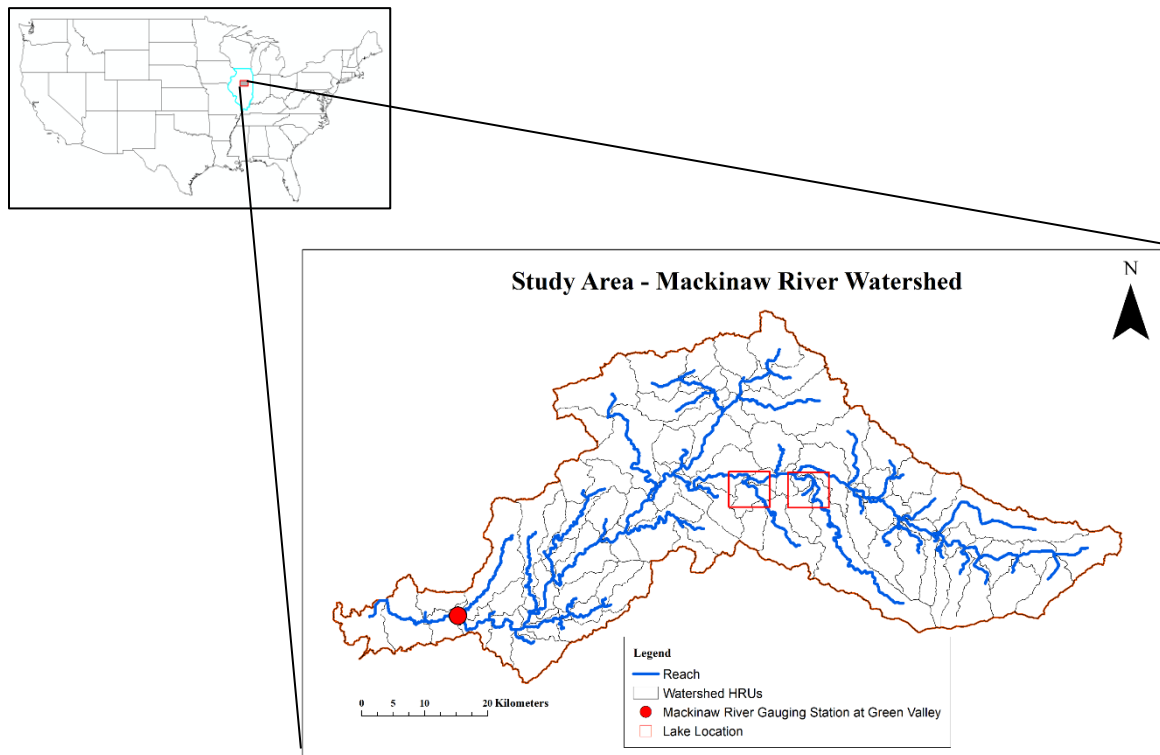 Study Area - Mackinaw River Watershed
N
Legend
Reach
Watershed HRUs
Mackinaw River Gauging Station at Green Valley
Lake Location
0 5 10 20 Kilometers